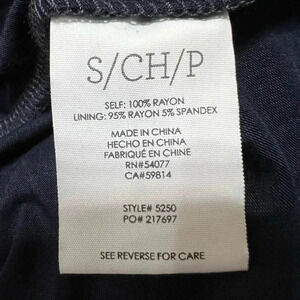 S/CH/P
SELF: 100% RAYON
LINING: 95% RAYON 5% SPANDEX
MADE IN CHINA
HECHO EN CHINA
FABRIQUÉ EN CHINE
RN#54077
CA#59814
STYLE# 5250
PO# 217697
SEE REVERSE FOR CARE